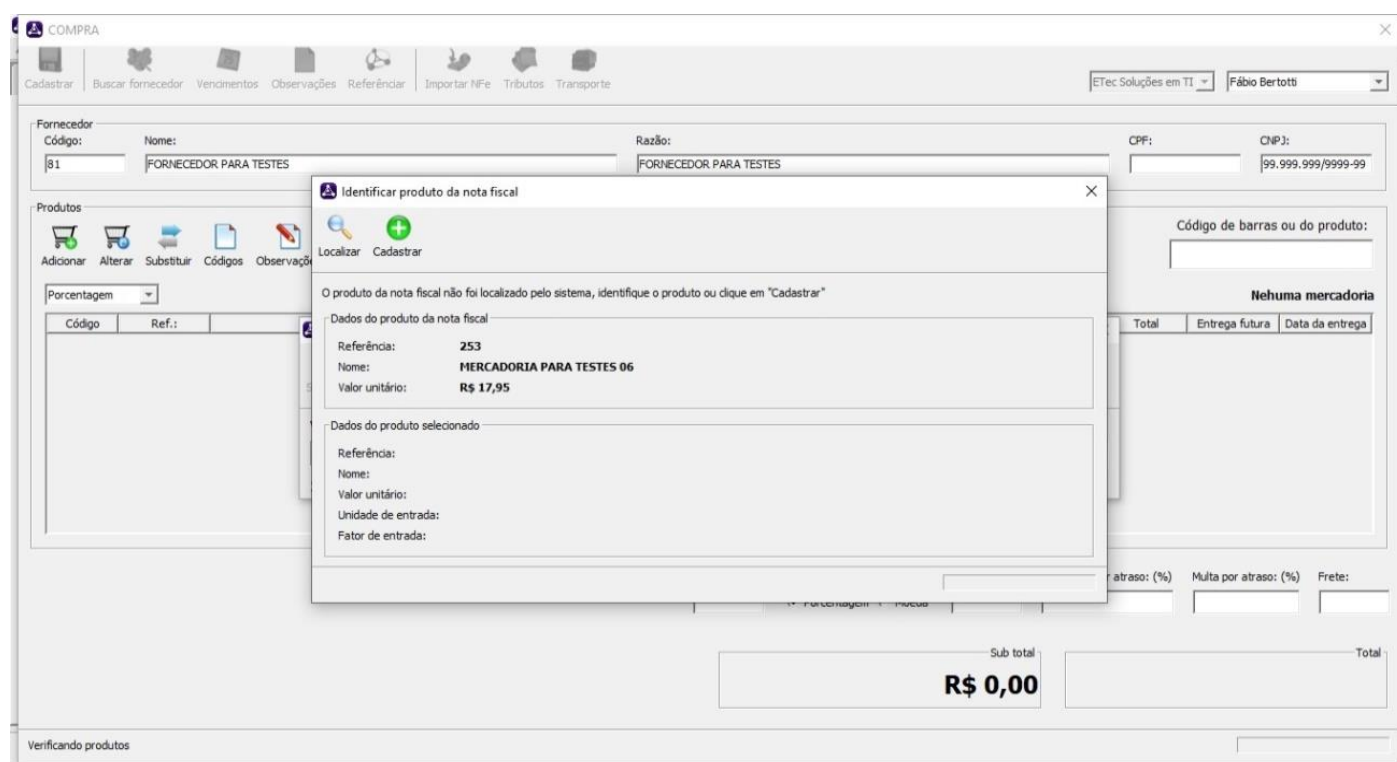 COMPRA
Cadastrar Buscar fornecedor Vencimentos Observações Referênciar Importar NFe Tributos Transporte
ETec Soluções em TI Fábio Bertotti
Fornecedor
Código: Nome: Razão: CPF: CNPJ:
81 FORNECEDOR PARA TESTES FORNECEDOR PARA TESTES 99.999.999/9999-99
Identificar produto da nota fiscal
Localizar Cadastrar
O produto da nota fiscal não foi localizado pelo sistema, identifique o produto ou clique em "Cadastrar"
Dados do produto da nota fiscal
Referência: 253
Nome: MERCADORIA PARA TESTES 06
Valor unitário: R$ 17,95
Dados do produto selecionado
Referência:
Nome:
Valor unitário:
Unidade de entrada:
Fator de entrada:
Produtos
Adicionar Alterar Substituir Códigos
Código de barras ou do produto:
Porcentagem
Nehuma mercadoria
Código Ref.: Total Entrega futura Data da entrega
atraso: (%) Multa por atraso: (%) Frete:
Porcentagem Moeda
Sub total Total
R$ 0,00
Verificando produtos